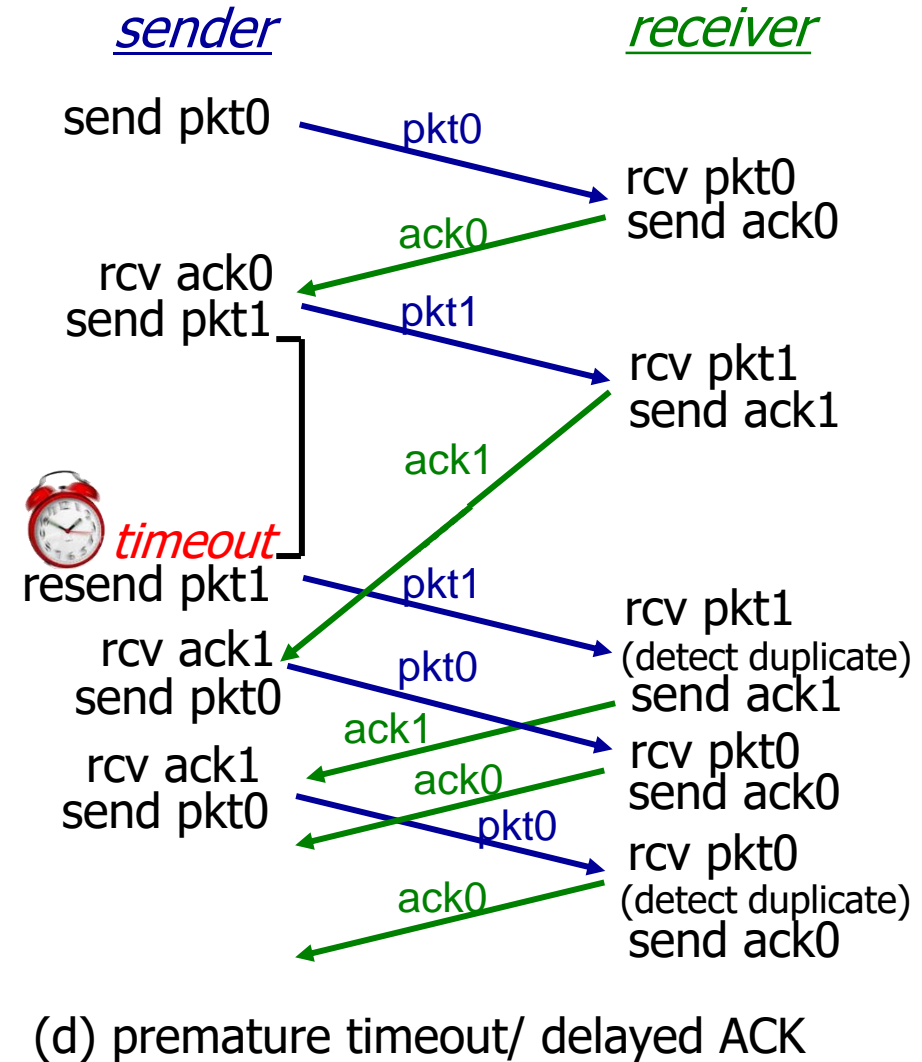 sender receiver
send pkt0
pkt0
rcv pkt0
send ack0
ack0
rcv ack0
send pkt1
pkt1
rcv pkt1
send ack1
ack1
timeout
resend pkt1
pkt1
rcv pkt1
(detect duplicate)
send ack1
rcv ack1
send pkt0
pkt0
ack1
rcv pkt0
send ack0
rcv ack1
send pkt0
ack0
pkt0
rcv pkt0
(detect duplicate)
send ack0
ack0
(d) premature timeout/ delayed ACK